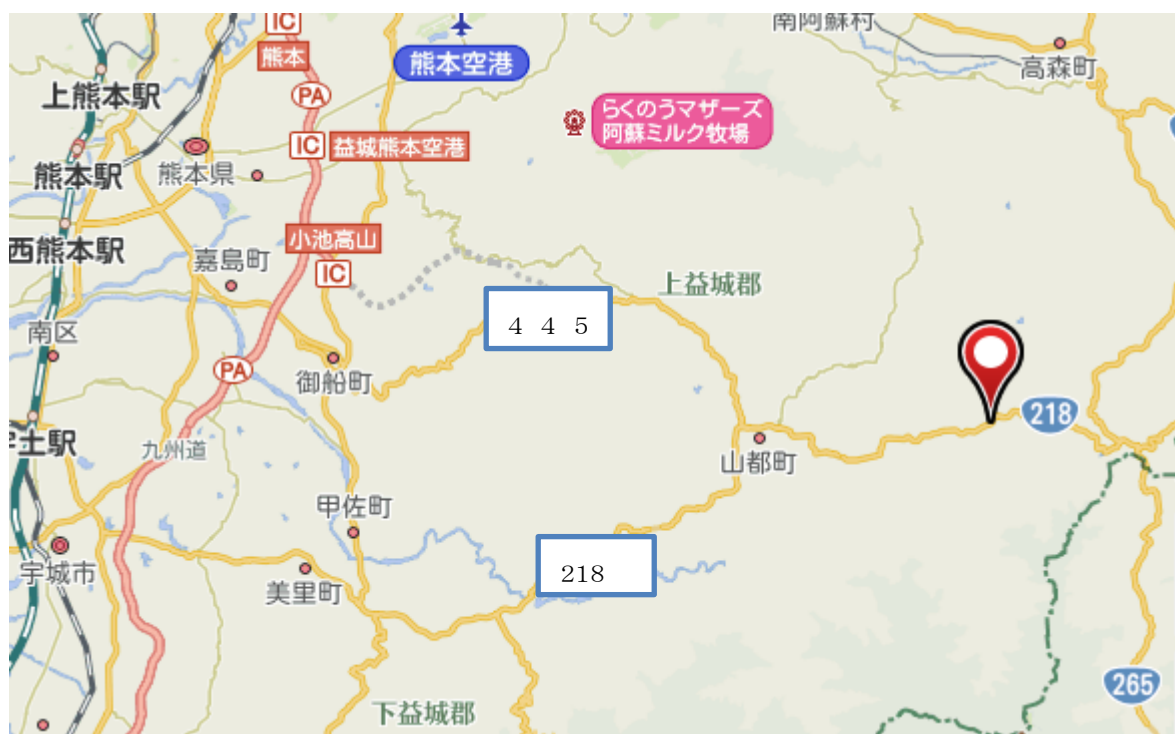 IC
熊本
熊本空港
南阿蘇村
高森町
上熊本駅
PA
らくのうマザーズ
阿蘇ミルク牧場
IC 益城熊本空港
熊本駅
熊本県
小池高山
西熊本駅
嘉島町
IC
上益城郡
４４５
南区
PA
御船町
218
土駅
九州道
山都町
甲佐町
宇城市
美里町
218
265
下益城郡